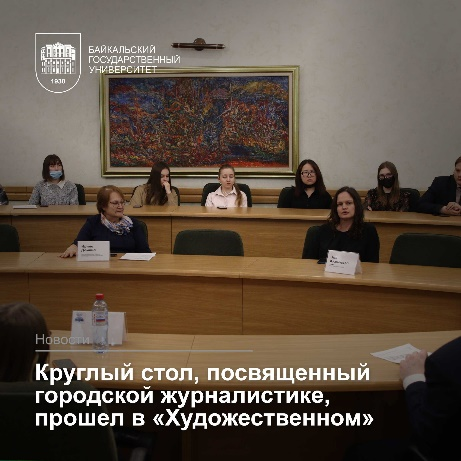 БАЙКАЛЬСКИЙ
ГОСУДАРСТВЕННЫЙ
УНИВЕРСИТЕТ
1930
Новости
Круглый стол, посвященный
городской журналистике,
прошел в «Художественном»